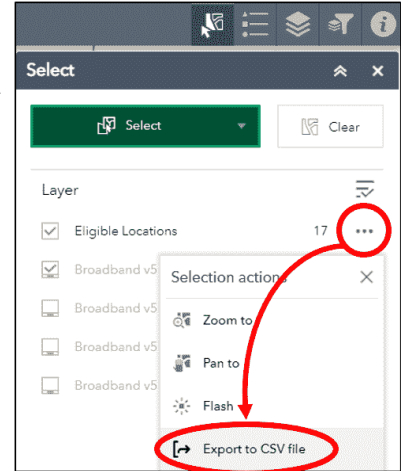 Select
Select
Clear
Layer
Eligible Locations 17
Broadband v5
Selection actions
Broadband v5
Zoom to
Broadband v5
Pan to
Broadband v5
Flash
Export to CSV file